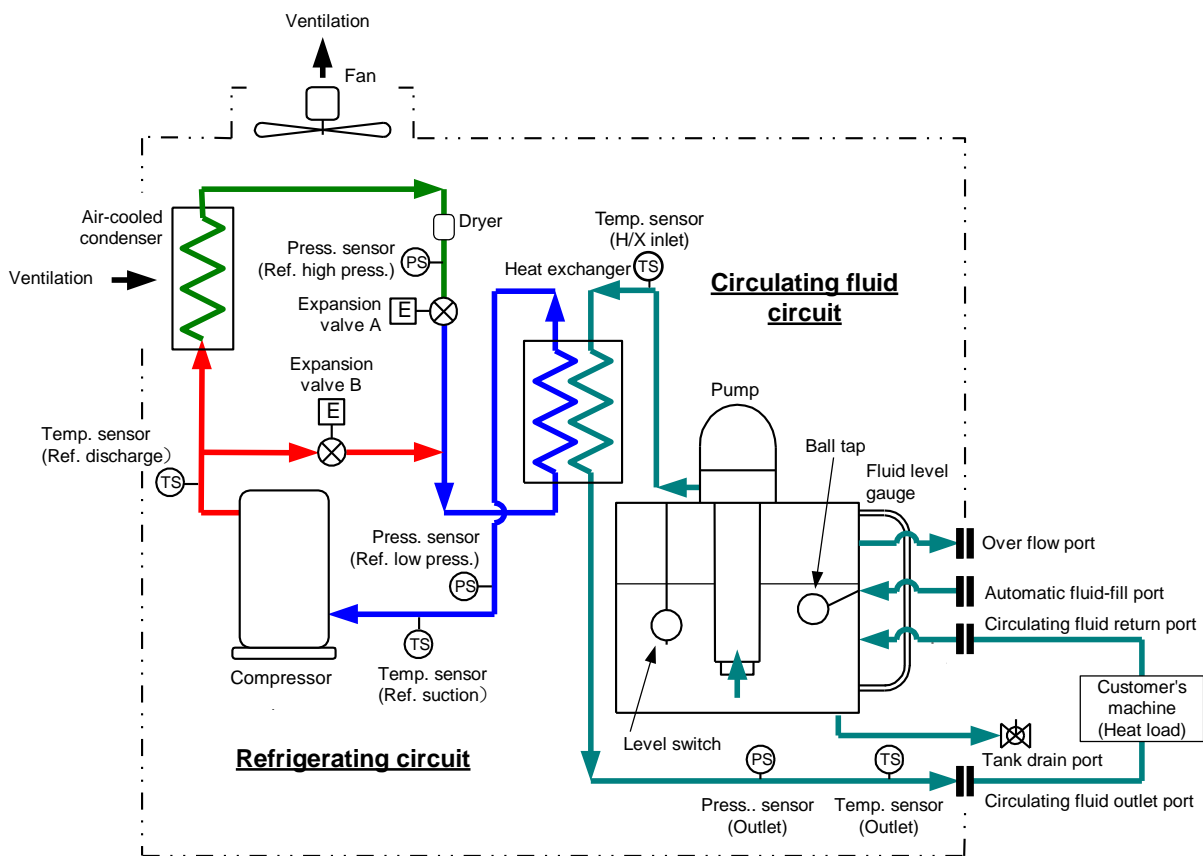 Ventilation
Fan
Air-cooled
condenser
Ventilation
Dryer
Press. sensor
(Ref. high press.)
PS
Expansion
valve A
E
Temp. sensor
(H/X inlet)
TS
Heat exchanger
Circulating fluid
circuit
Expansion
valve B
E
Pump
Temp. sensor
(Ref. discharge)
TS
Ball tap
Fluid level
gauge
Press. sensor
(Ref. low press.)
PS
Over flow port
Automatic fluid-fill port
Circulating fluid return port
TS
Compressor
Temp. sensor
(Ref. suction)
Customer's
machine
(Heat load)
Level switch
Refrigerating circuit
Tank drain port
PS
TS
Press.. sensor
(Outlet)
Temp. sensor
(Outlet)
Circulating fluid outlet port